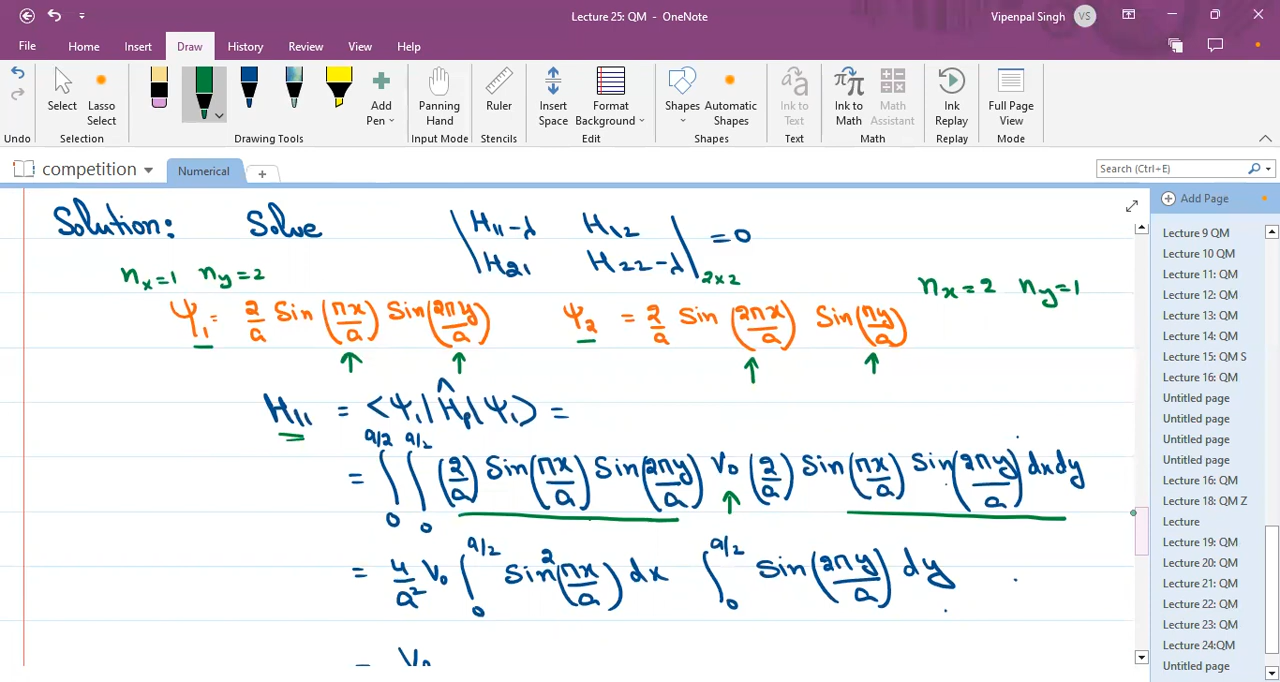 Lecture 25: QM - OneNote
Vipenpal Singh VS
File Home Insert Draw History Review View Help
Undo
Select Lasso Select
Selection
Add Pen
Drawing Tools
Panning Hand
Input Mode
Ruler
Stencils
Insert Space Format Background
Edit
Shapes Automatic Shapes
Shapes
Ink to Text
Text
Ink to Math Math Assistant
Math
Ink Replay
Replay
Full Page View
Mode
competition Numerical +
Search (Ctrl+E)
Solution: Solve |H11-λ H12|
|H21 H22-λ| 2x2 =0
nx=1 ny=2 nx=2 ny=1
Ψ1= 2/a Sin(πx/a) Sin(2πy/a) Ψ2 = 2/a Sin(2πx/a) Sin(πy/a)
H11 = <Ψ1|Ĥp|Ψ1> =
= ∫0^a/2 ∫0^a/2 (2/a) Sin(πx/a) Sin(2πy/a) V0 (2/a) Sin(πx/a) Sin(2πy/a) dxdy
= 4/a² V0 ∫0^a/2 Sin²(πx/a) dx ∫0^a/2 Sin(2πy/a) dy
= V0
Add Page
Lecture 9 QM
Lecture 10 QM
Lecture 11: QM
Lecture 12: QM
Lecture 13: QM
Lecture 14: QM
Lecture 15: QM S
Lecture 16: QM
Untitled page
Untitled page
Untitled page
Untitled page
Lecture 16: QM
Lecture 18: QM Z
Lecture
Lecture 19: QM
Lecture 20: QM
Lecture 21: QM
Lecture 22: QM
Lecture 23: QM
Lecture 24:QM
Untitled page